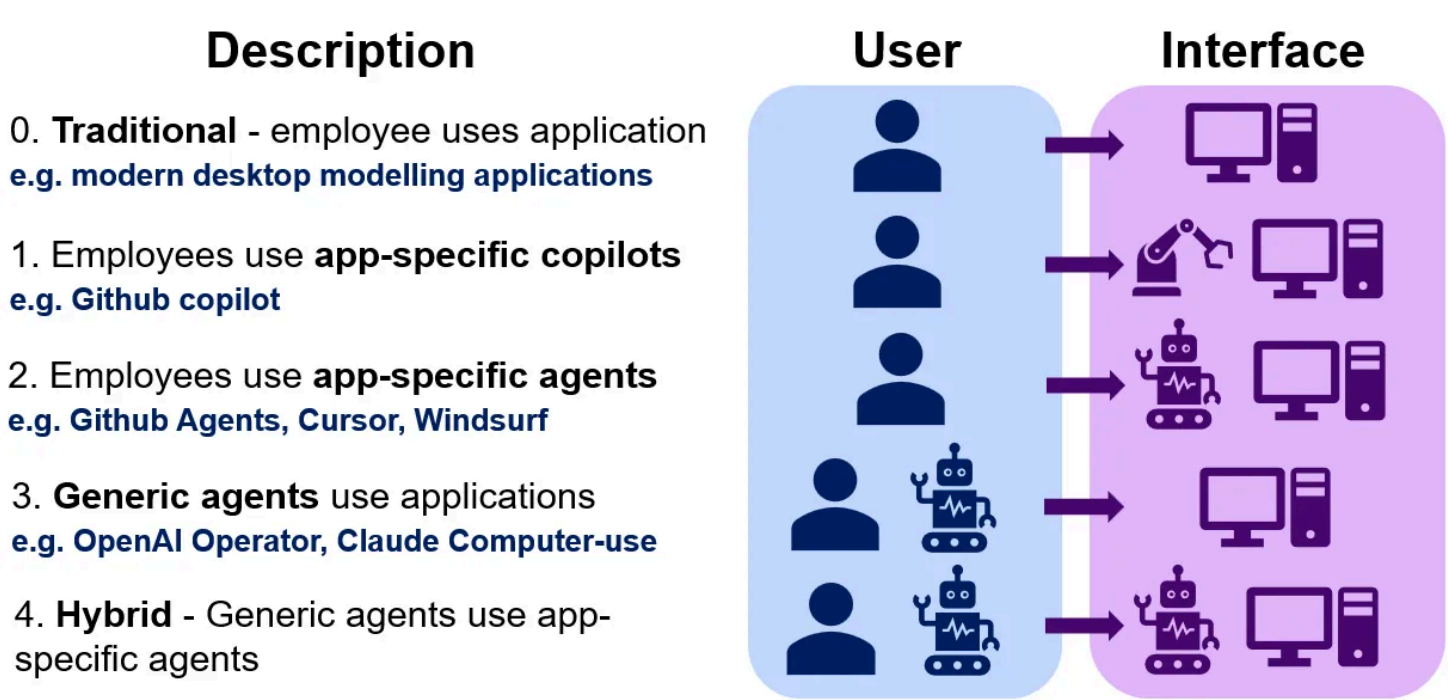 Description User Interface
0. Traditional - employee uses application
e.g. modern desktop modelling applications
1. Employees use app-specific copilots
e.g. Github copilot
2. Employees use app-specific agents
e.g. Github Agents, Cursor, Windsurf
3. Generic agents use applications
e.g. OpenAI Operator, Claude Computer-use
4. Hybrid - Generic agents use app-
specific agents